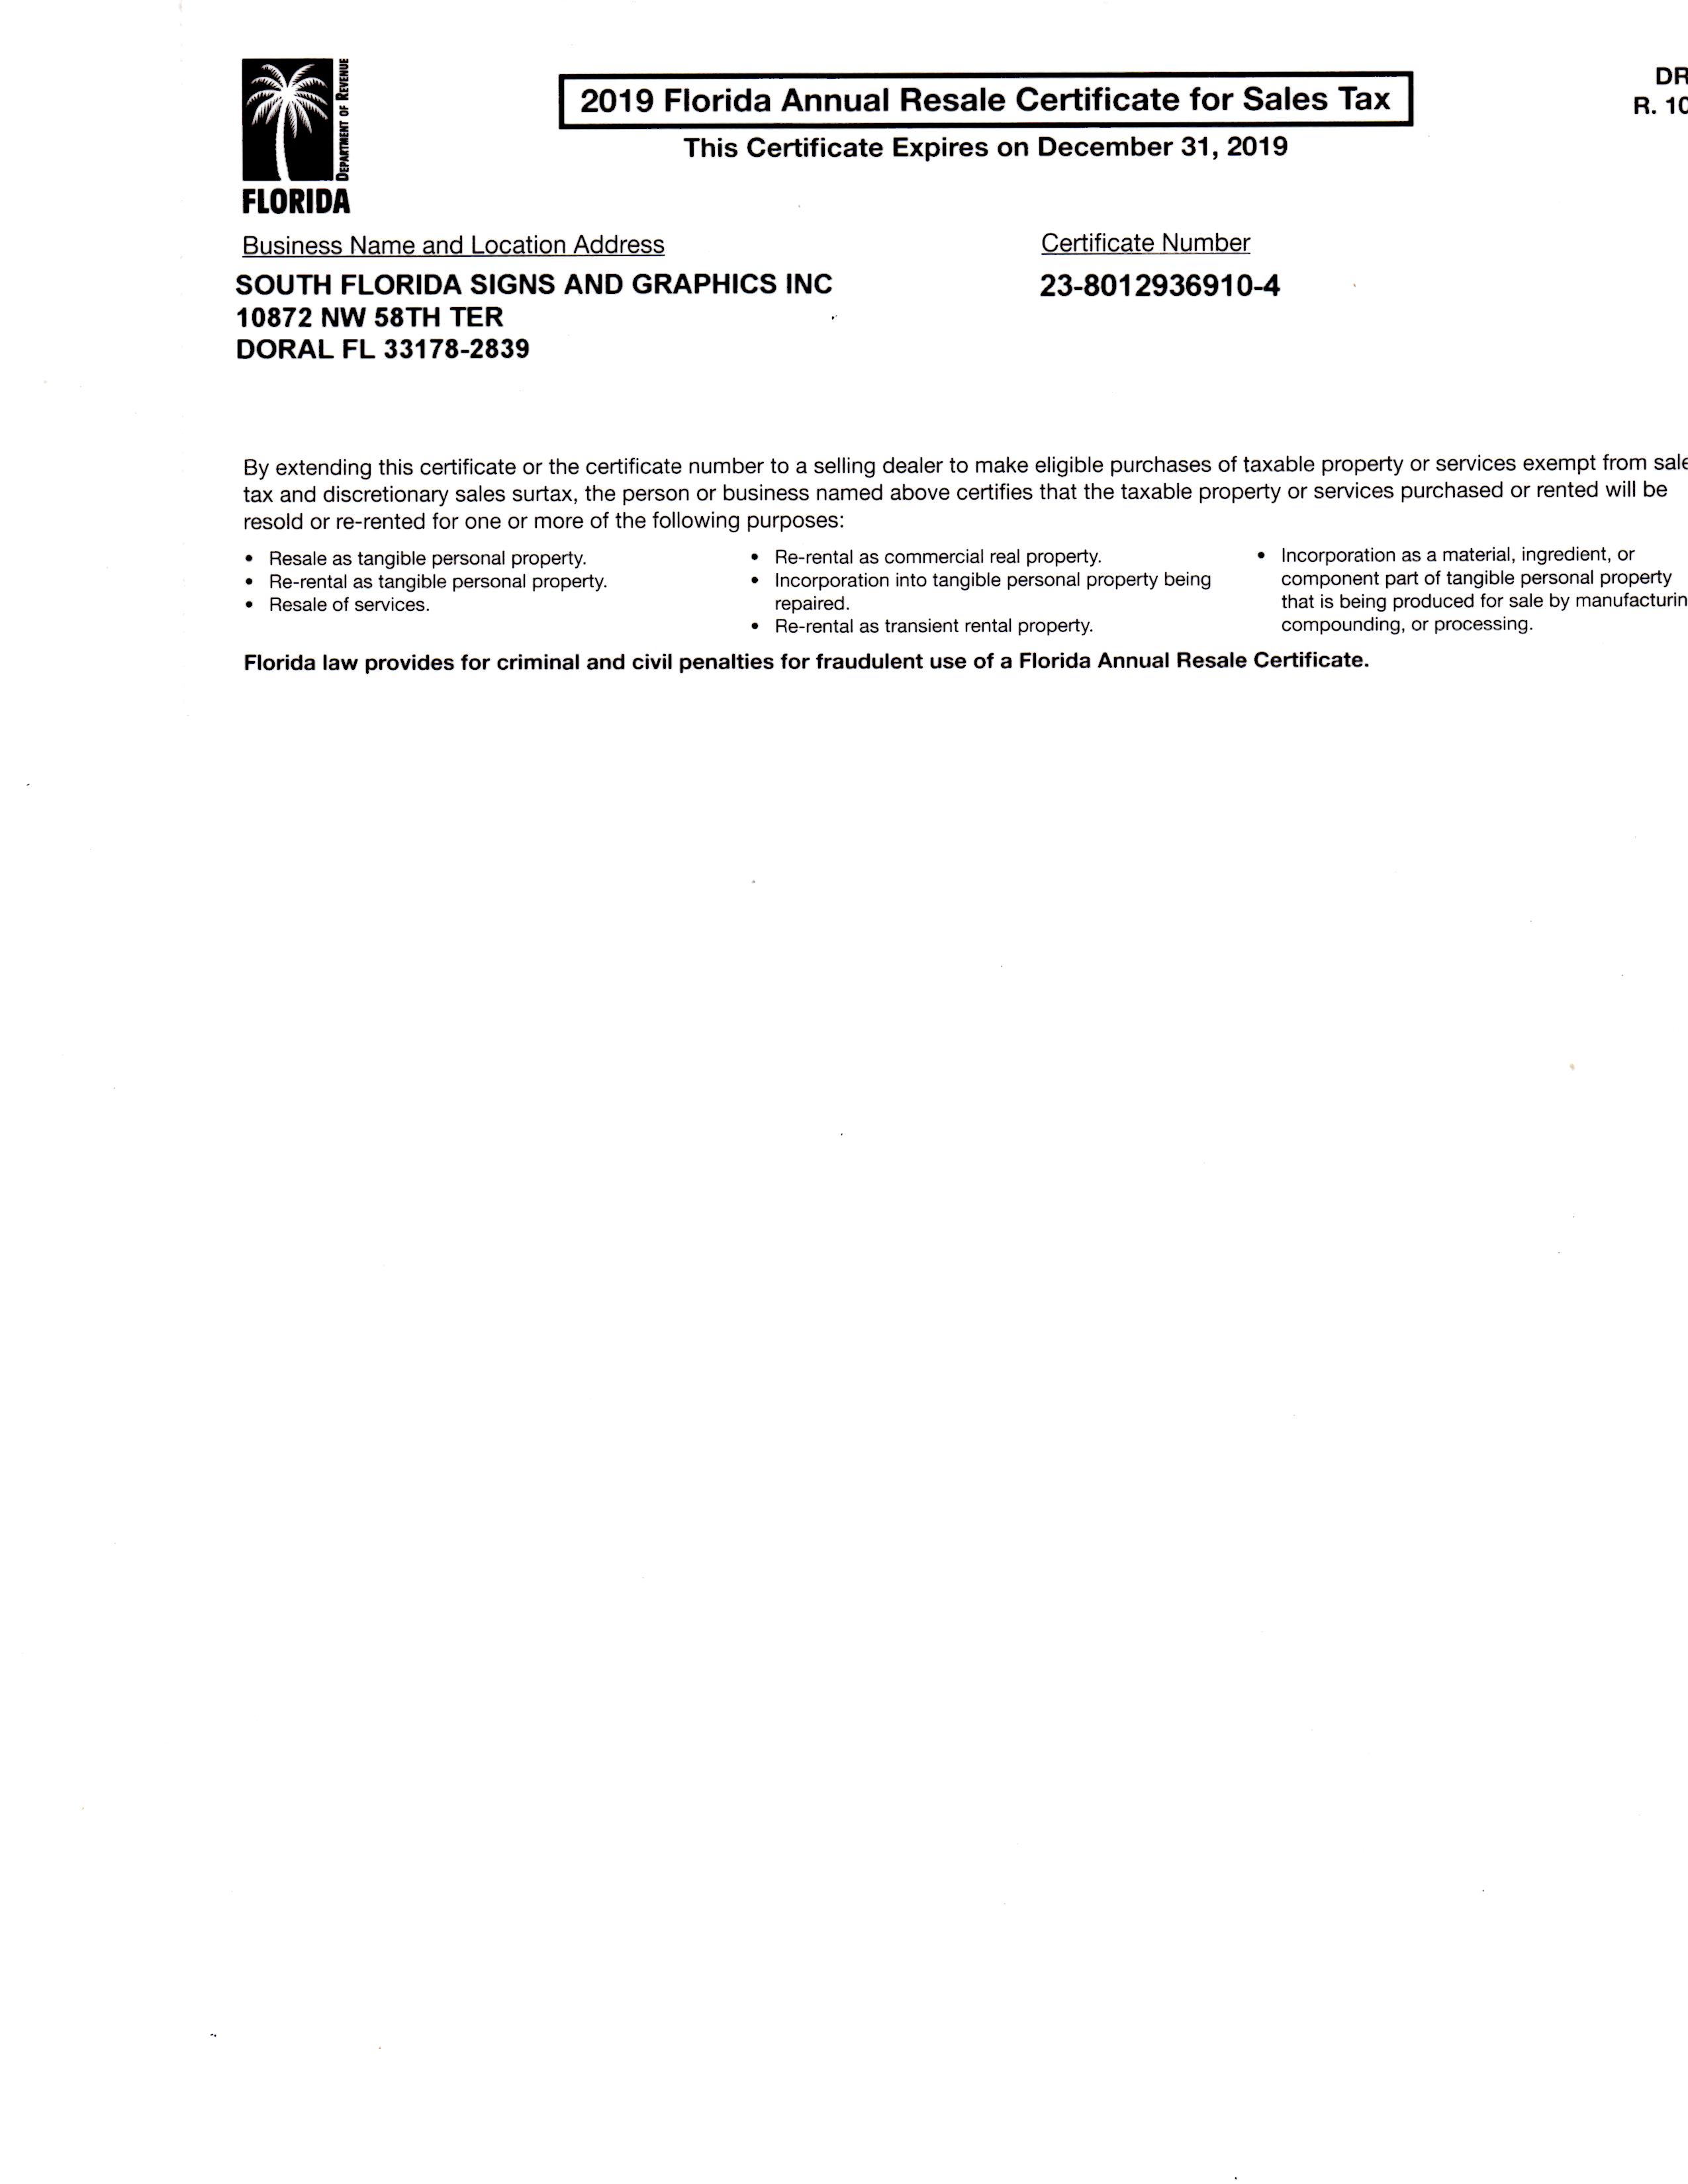 DEPARTMENT OF REVENUE
FLORIDA
2019 Florida Annual Resale Certificate for Sales Tax
This Certificate Expires on December 31, 2019
DR
R. 10
Business Name and Location Address
SOUTH FLORIDA SIGNS AND GRAPHICS INC
10872 NW 58TH TER
DORAL FL 33178-2839
Certificate Number
23-8012936910-4
By extending this certificate or the certificate number to a selling dealer to make eligible purchases of taxable property or services exempt from sale
tax and discretionary sales surtax, the person or business named above certifies that the taxable property or services purchased or rented will be
resold or re-rented for one or more of the following purposes:
• Resale as tangible personal property.
• Re-rental as tangible personal property.
• Resale of services.
• Re-rental as commercial real property.
• Incorporation into tangible personal property being
repaired.
• Re-rental as transient rental property.
• Incorporation as a material, ingredient, or
component part of tangible personal property
that is being produced for sale by manufacturin
compounding, or processing.
Florida law provides for criminal and civil penalties for fraudulent use of a Florida Annual Resale Certificate.